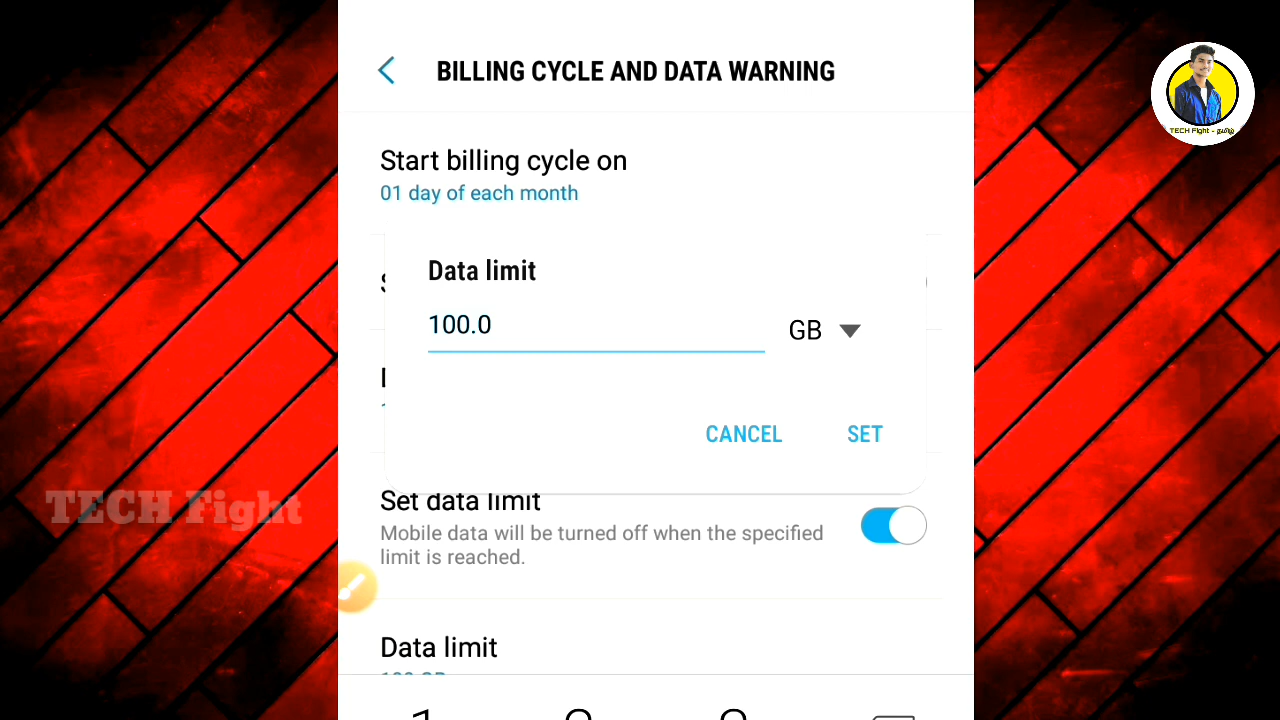 BILLING CYCLE AND DATA WARNING
TECH Fight - தமிழ்
Start billing cycle on
01 day of each month
Data limit
100.0
GB
CANCEL
SET
Set data limit
Mobile data will be turned off when the specified
limit is reached.
TECH Fight
Data limit
100 GB